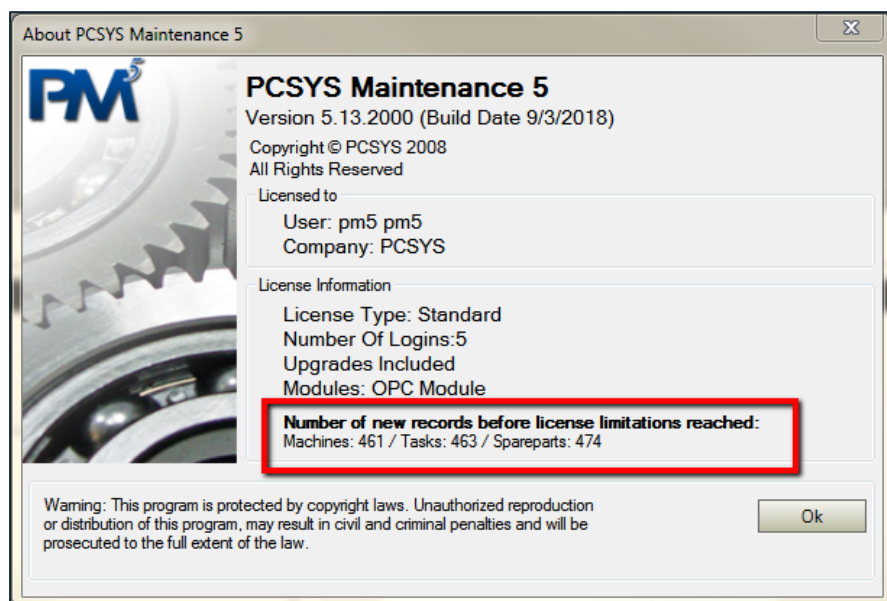 About PCSYS Maintenance 5
PM5
PCSYS Maintenance 5
Version 5.13.2000 (Build Date 9/3/2018)
Copyright © PCSYS 2008
All Rights Reserved
Licensed to
User: pm5 pm5
Company: PCSYS
License Information
License Type: Standard
Number Of Logins:5
Upgrades Included
Modules: OPC Module
Number of new records before license limitations reached:
Machines: 461 / Tasks: 463 / Spareparts: 474
Warning: This program is protected by copyright laws. Unauthorized reproduction
or distribution of this program, may result in civil and criminal penalties and will be
prosecuted to the full extent of the law.
Ok